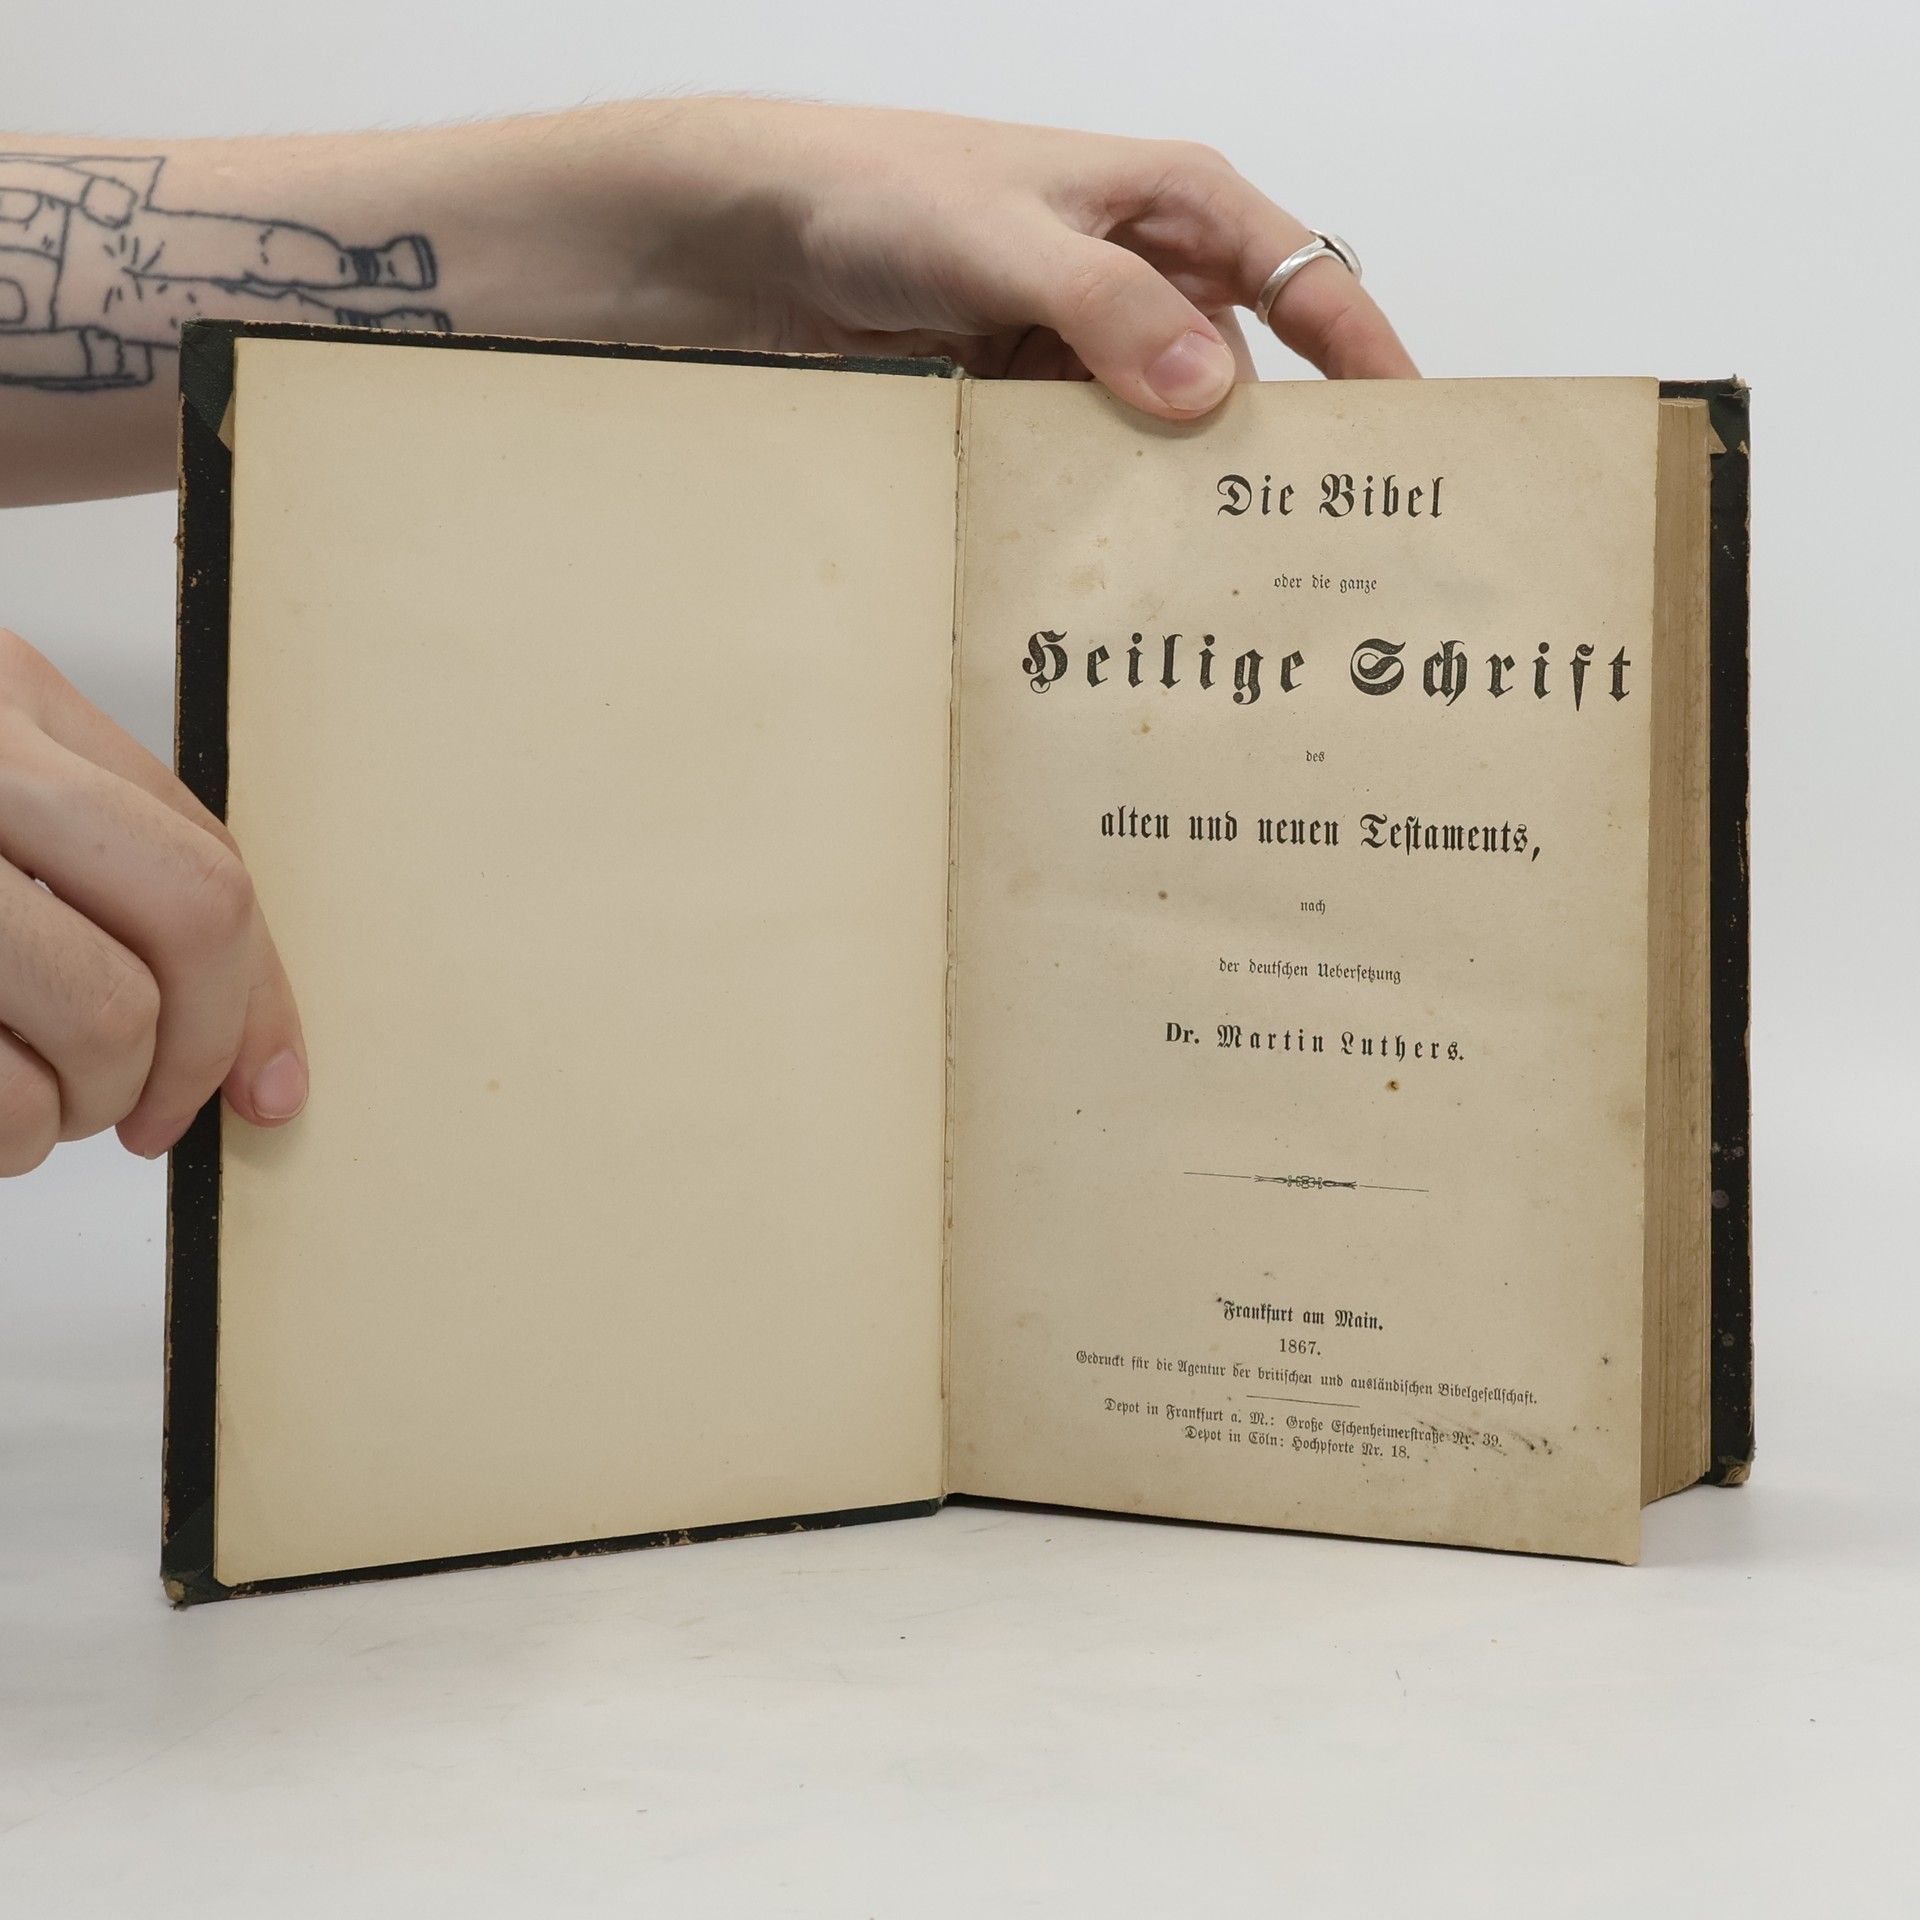 Die Bibel
oder die ganze
Heilige Schrift
des
alten und neuen Teſtaments,
nach
der deutſchen Ueberſetzung
Dr. Martin Luthers.
Frankfurt am Main.
1867.
Gedruckt für die Agentur der britiſchen und ausländiſchen Bibelgeſellſchaft.
Depot in Frankfurt a. M.: Große Eſchenheimerſtraße Nr. 39.
Depot in Cöln: Hochpforte Nr. 18.